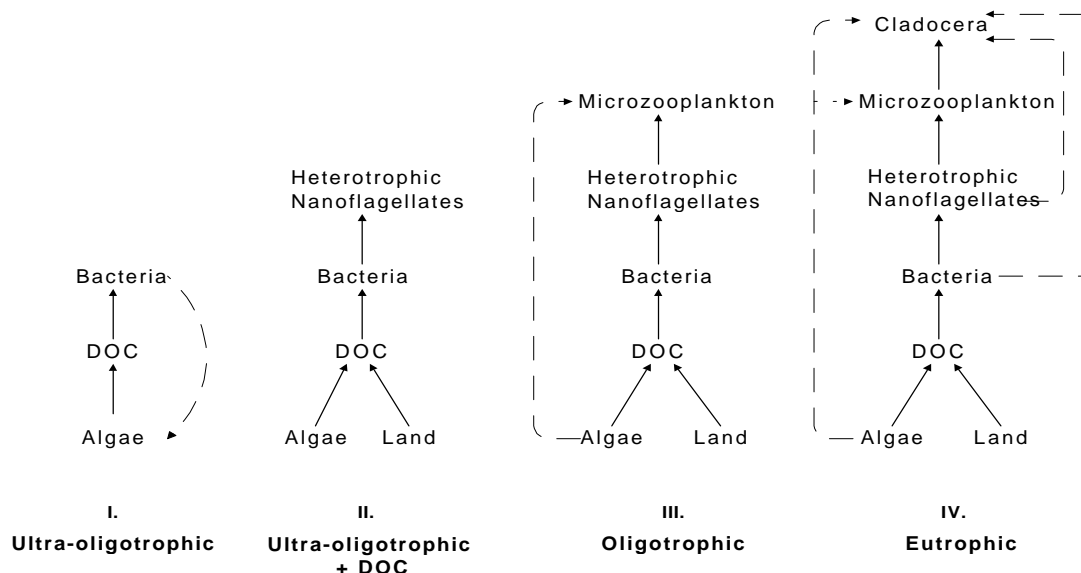 Bacteria
DOC
Algae
I.
Ultra-oligotrophic
Heterotrophic
Nanoflagellates
Bacteria
DOC
Algae Land
II.
Ultra-oligotrophic
+ DOC
Microzooplankton
Heterotrophic
Nanoflagellates
Bacteria
DOC
Algae Land
III.
Oligotrophic
Cladocera
Microzooplankton
Heterotrophic
Nanoflagellates
Bacteria
DOC
Algae Land
IV.
Eutrophic